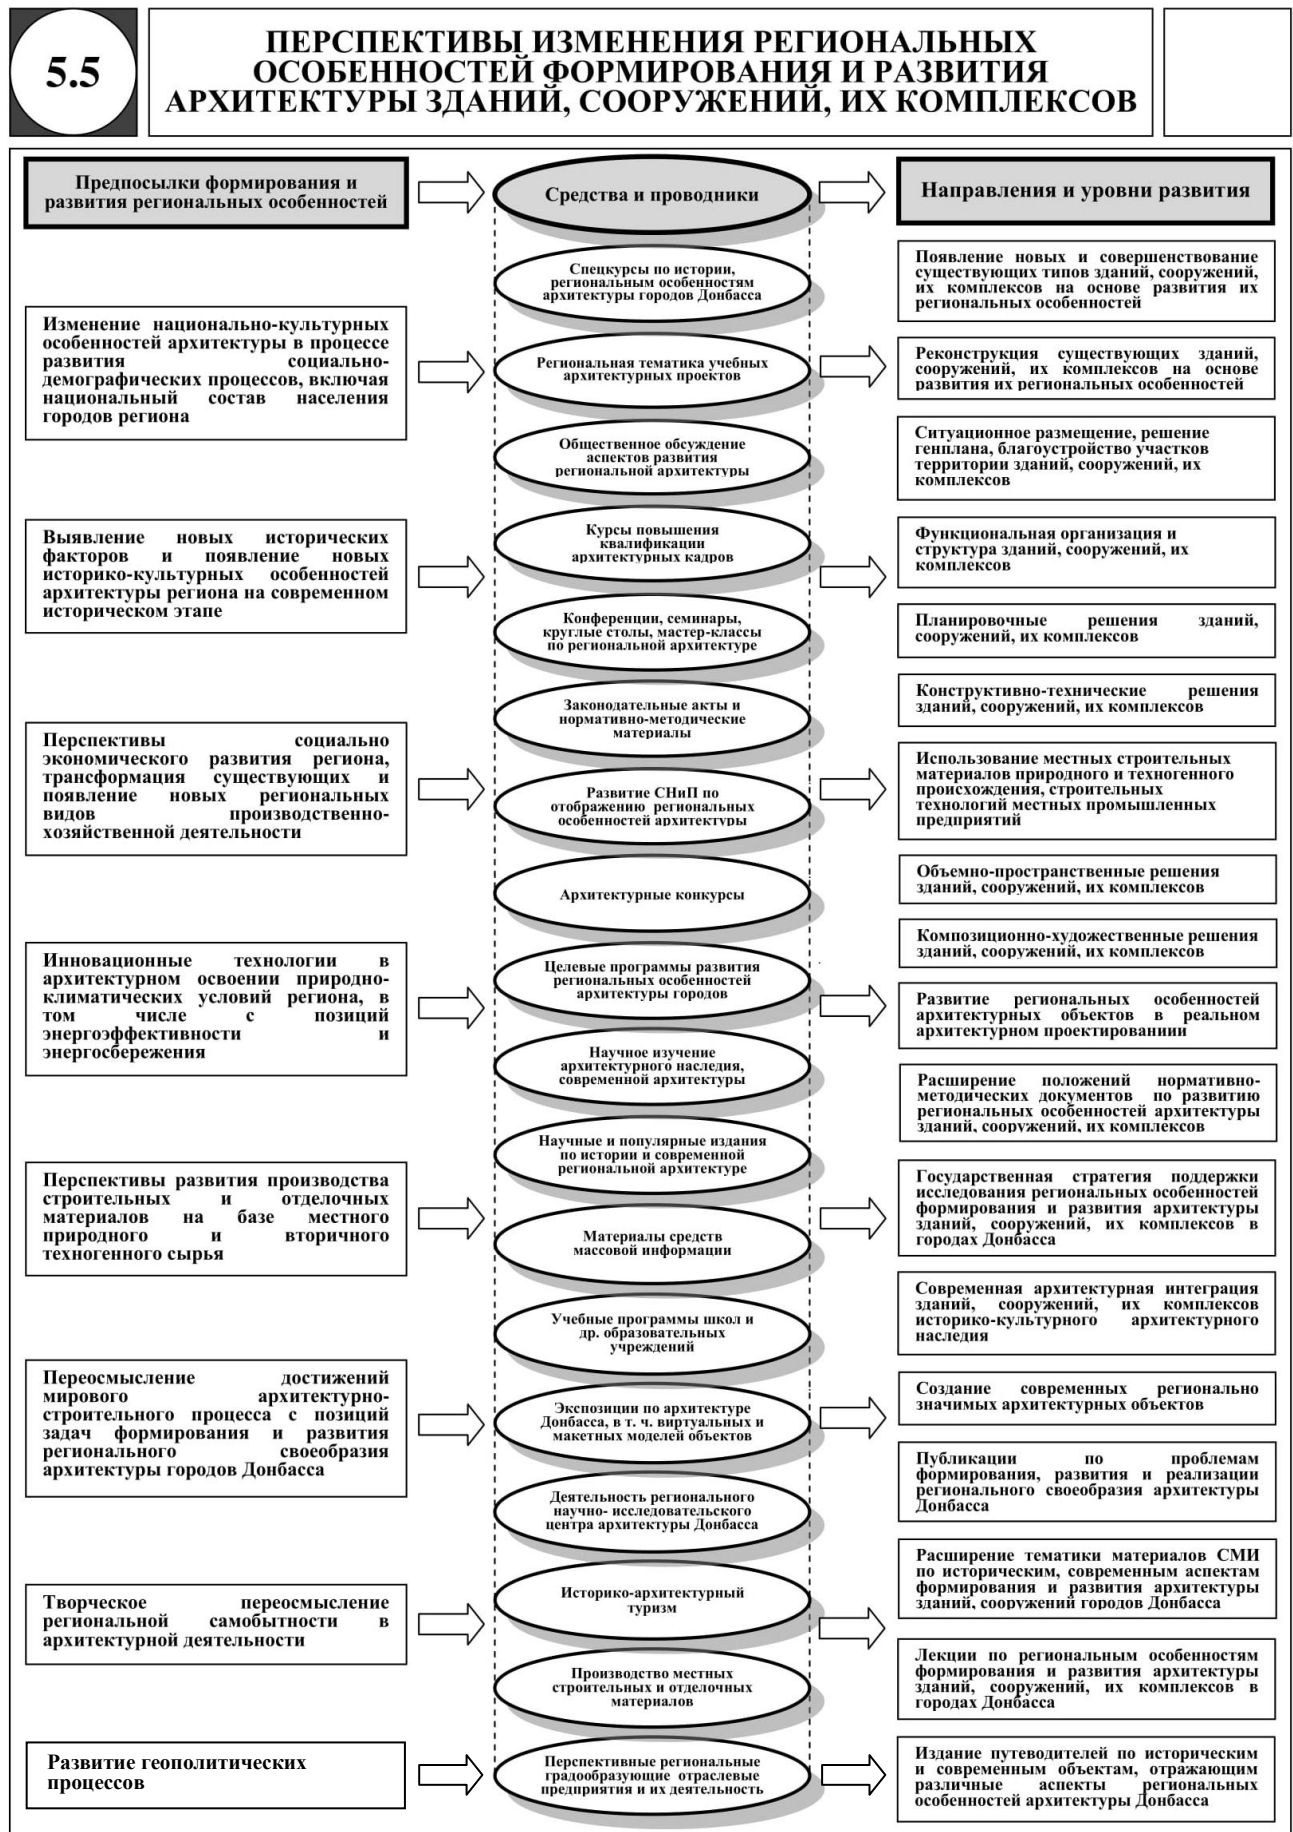 5.5
ПЕРСПЕКТИВЫ ИЗМЕНЕНИЯ РЕГИОНАЛЬНЫХ
ОСОБЕННОСТЕЙ ФОРМИРОВАНИЯ И РАЗВИТИЯ
АРХИТЕКТУРЫ ЗДАНИЙ, СООРУЖЕНИЙ, ИХ КОМПЛЕКСОВ
Предпосылки формирования и
развития региональных особенностей
Изменение национально-культурных
особенностей архитектуры в процессе
развития социально-
демографических процессов, включая
национальный состав населения
городов региона
Выявление новых исторических
факторов и появление новых
историко-культурных особенностей
архитектуры региона на современном
историческом этапе
Перспективы социально
экономического развития региона,
трансформация существующих и
появление новых региональных
видов производственно-
хозяйственной деятельности
Инновационные технологии в
архитектурном освоении природно-
климатических условий региона, в
том числе с позиций
энергоэффективности и
энергосбережения
Перспективы развития производства
строительных и отделочных
материалов на базе местного
природного и вторичного
техногенного сырья
Переосмысление достижений
мирового архитектурно-
строительного процесса с позиций
задач формирования и развития
регионального своеобразия
архитектуры городов Донбасса
Творческое переосмысление
региональной самобытности в
архитектурной деятельности
Развитие геополитических
процессов
Средства и проводники
Спецкурсы по истории,
региональным особенностям
архитектуры городов Донбасса
Региональная тематика учебных
архитектурных проектов
Общественное обсуждение
аспектов развития
региональной архитектуры
Курсы повышения
квалификации
архитектурных кадров
Конференции, семинары,
круглые столы, мастер-классы
по региональной архитектуре
Законодательные акты и
нормативно-методические
материалы
Развитие СНиП по
отображению региональных
особенностей архитектуры
Архитектурные конкурсы
Целевые программы развития
региональных особенностей
архитектуры городов
Научное изучение
архитектурного наследия,
современной архитектуры
Научные и популярные издания
по истории и современной
региональной архитектуре
Материалы средств
массовой информации
Учебные программы школ и
др. образовательных
учреждений
Экспозиции по архитектуре
Донбасса, в т. ч. виртуальных и
макетных моделей объектов
Деятельность регионального
научно- исследовательского
центра архитектуры Донбасса
Историко-архитектурный
туризм
Производство местных
строительных и отделочных
материалов
Перспективные региональные
градообразующие отраслевые
предприятия и их деятельность
Направления и уровни развития
Появление новых и совершенствование
существующих типов зданий, сооружений,
их комплексов на основе развития их
региональных особенностей
Реконструкция существующих зданий,
сооружений, их комплексов на основе
развития их региональных особенностей
Ситуационное размещение, решение
генплана, благоустройство участков
территории зданий, сооружений, их
комплексов
Функциональная организация и
структура зданий, сооружений, их
комплексов
Планировочные решения зданий,
сооружений, их комплексов
Конструктивно-технические решения
зданий, сооружений, их комплексов
Использование местных строительных
материалов природного и техногенного
происхождения, строительных
технологий местных промышленных
предприятий
Объемно-пространственные решения
зданий, сооружений, их комплексов
Композиционно-художественные решения
зданий, сооружений, их комплексов
Развитие региональных особенностей
архитектурных объектов в реальном
архитектурном проектированиии
Расширение положений нормативно-
методических документов по развитию
региональных особенностей архитектуры
зданий, сооружений, их комплексов
Государственная стратегия поддержки
исследования региональных особенностей
формирования и развития архитектуры
зданий, сооружений, их комплексов в
городах Донбасса
Современная архитектурная интеграция
зданий, сооружений, их комплексов
историко-культурного архитектурного
наследия
Создание современных регионально
значимых архитектурных объектов
Публикации по проблемам
формирования, развития и реализации
регионального своеобразия архитектуры
Донбасса
Расширение тематики материалов СМИ
по историческим, современным аспектам
формирования и развития архитектуры
зданий, сооружений городов Донбасса
Лекции по региональным особенностям
формирования и развития архитектуры
зданий, сооружений, их комплексов в
городах Донбасса
Издание путеводителей по историческим
и современным объектам, отражающим
различные аспекты региональных
особенностей архитектуры Донбасса